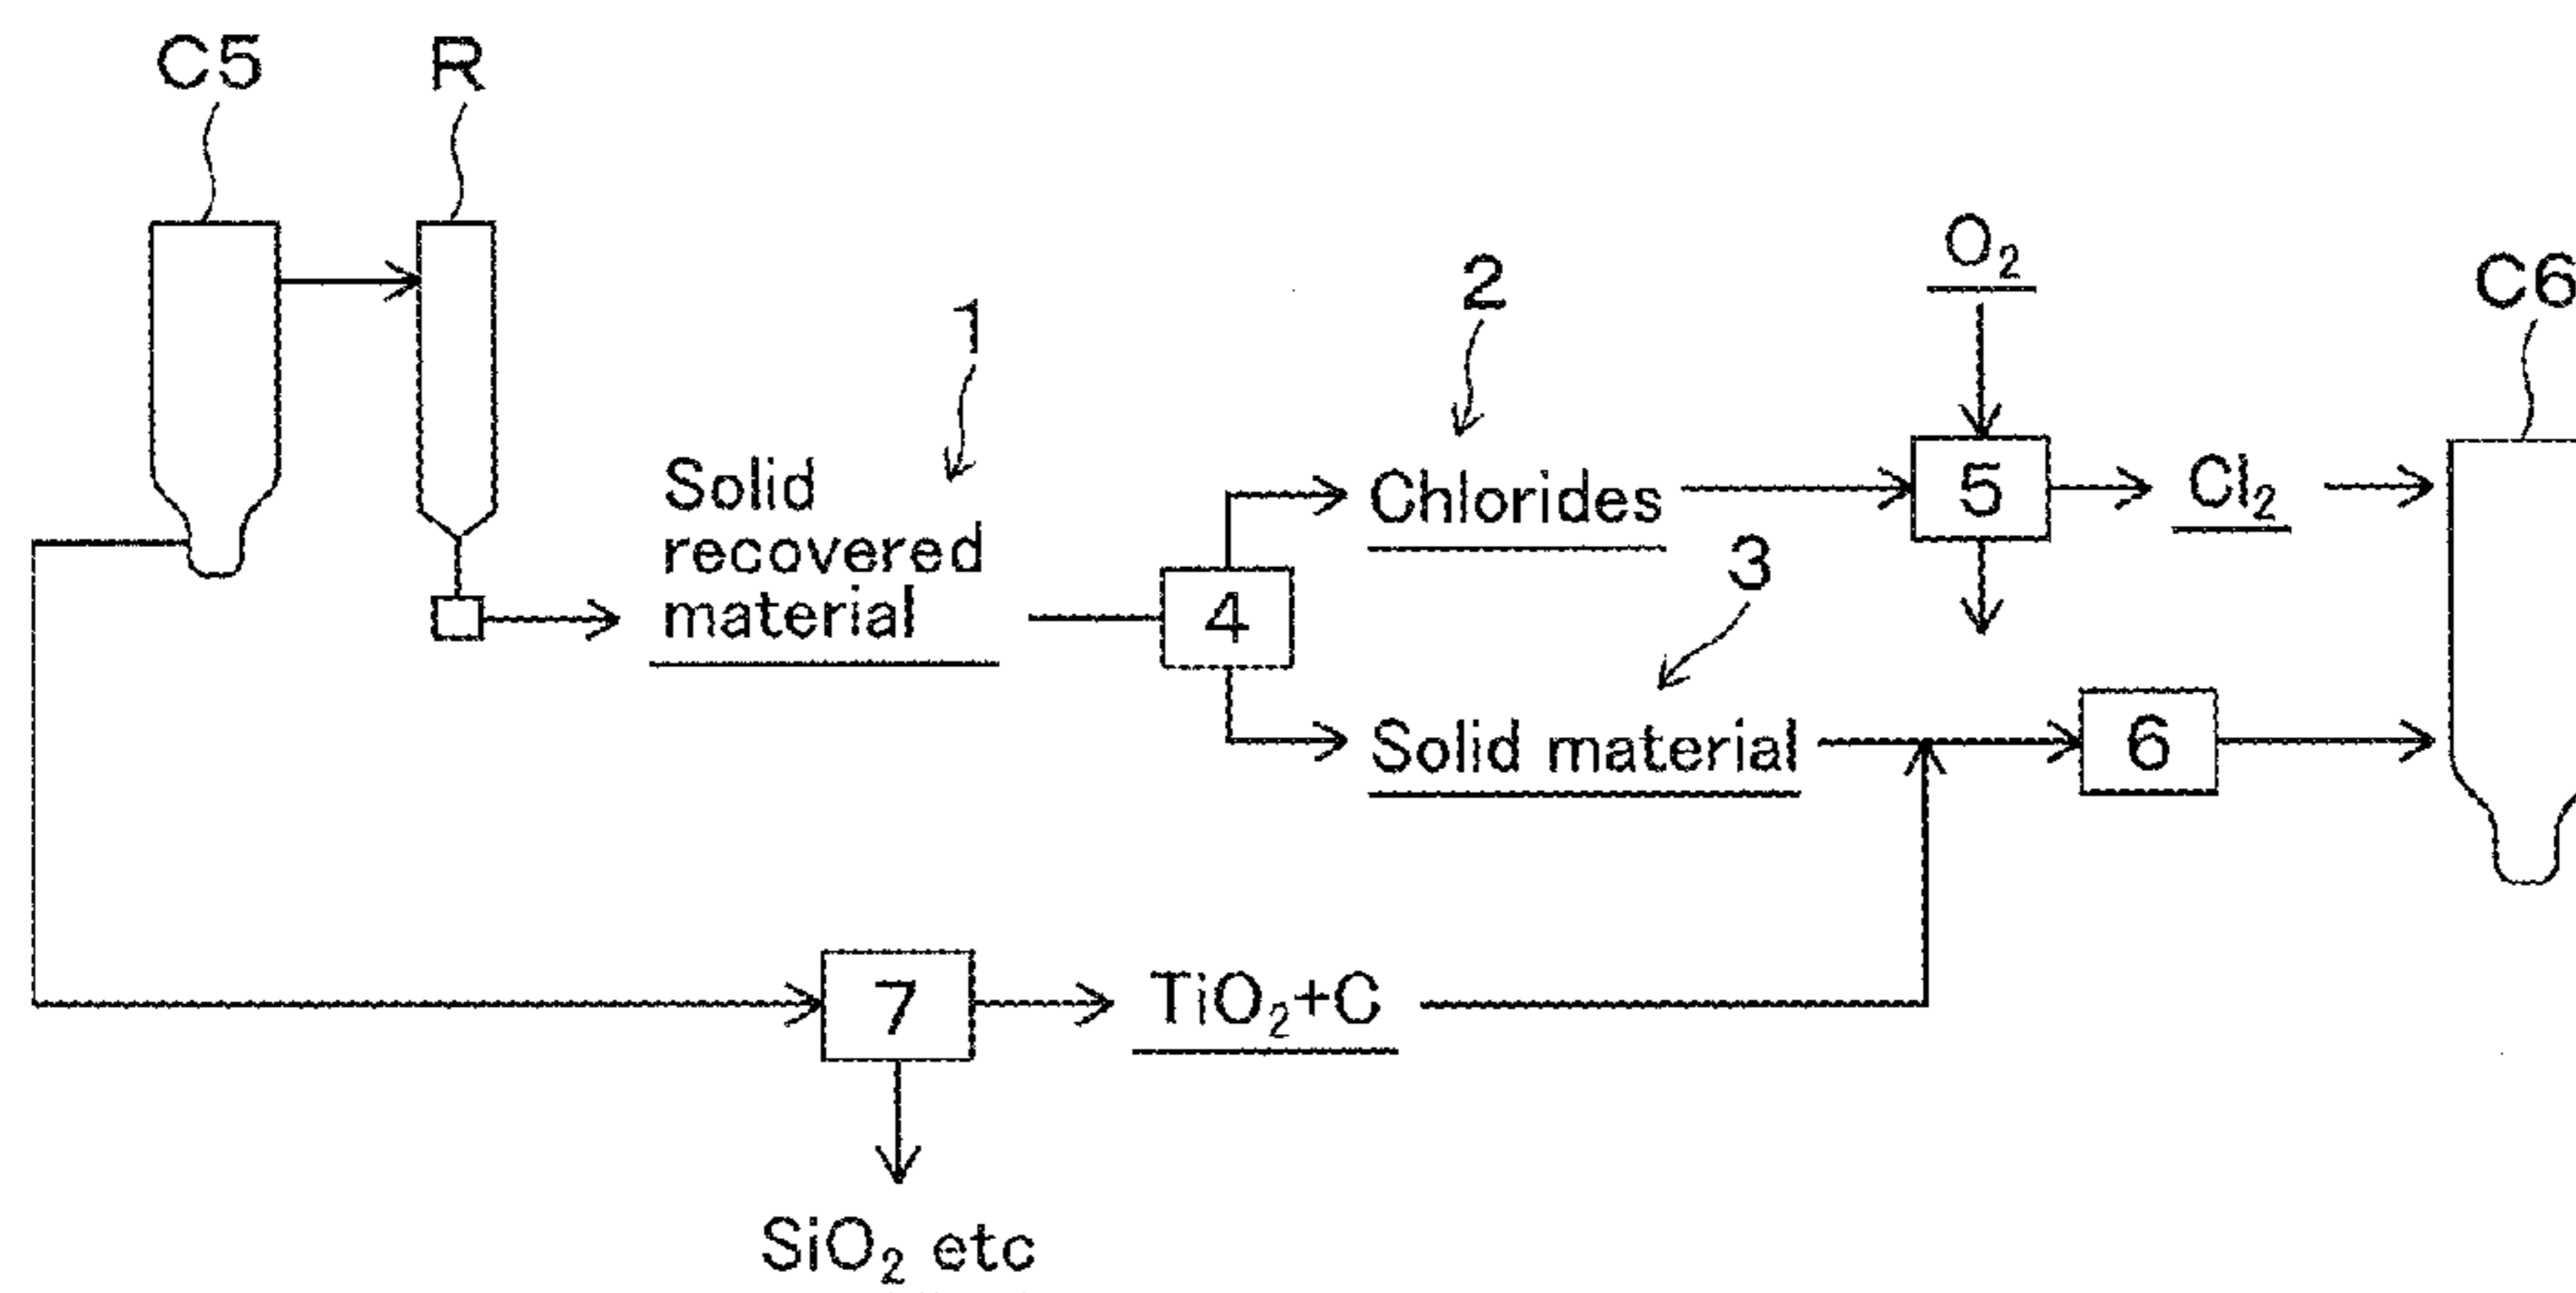 C5
R
1
2
O₂
C6
Solid
recovered
material
4
Chlorides
5
Cl₂
3
Solid material
6
7
TiO₂+C
SiO₂ etc